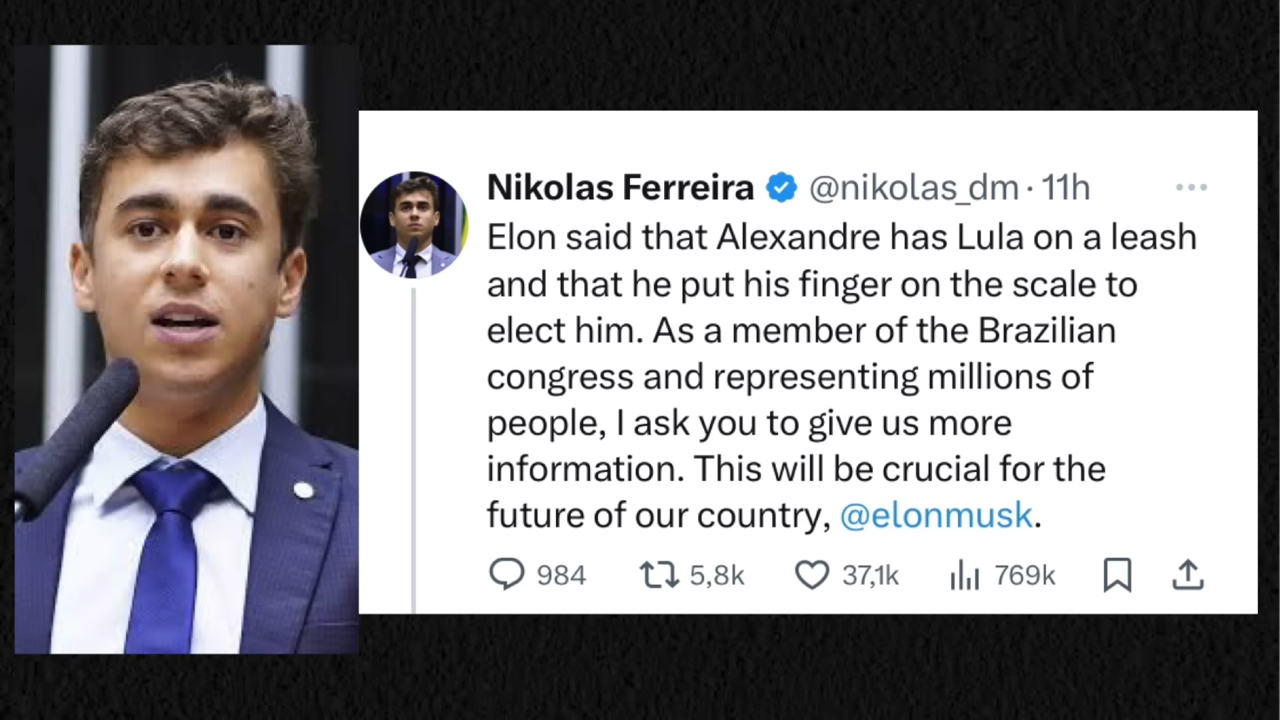 Nikolas Ferreira @nikolas_dm · 11h
Elon said that Alexandre has Lula on a leash
and that he put his finger on the scale to
elect him. As a member of the Brazilian
congress and representing millions of
people, I ask you to give us more
information. This will be crucial for the
future of our country, @elonmusk.
984 5,8k 37,1k 769k